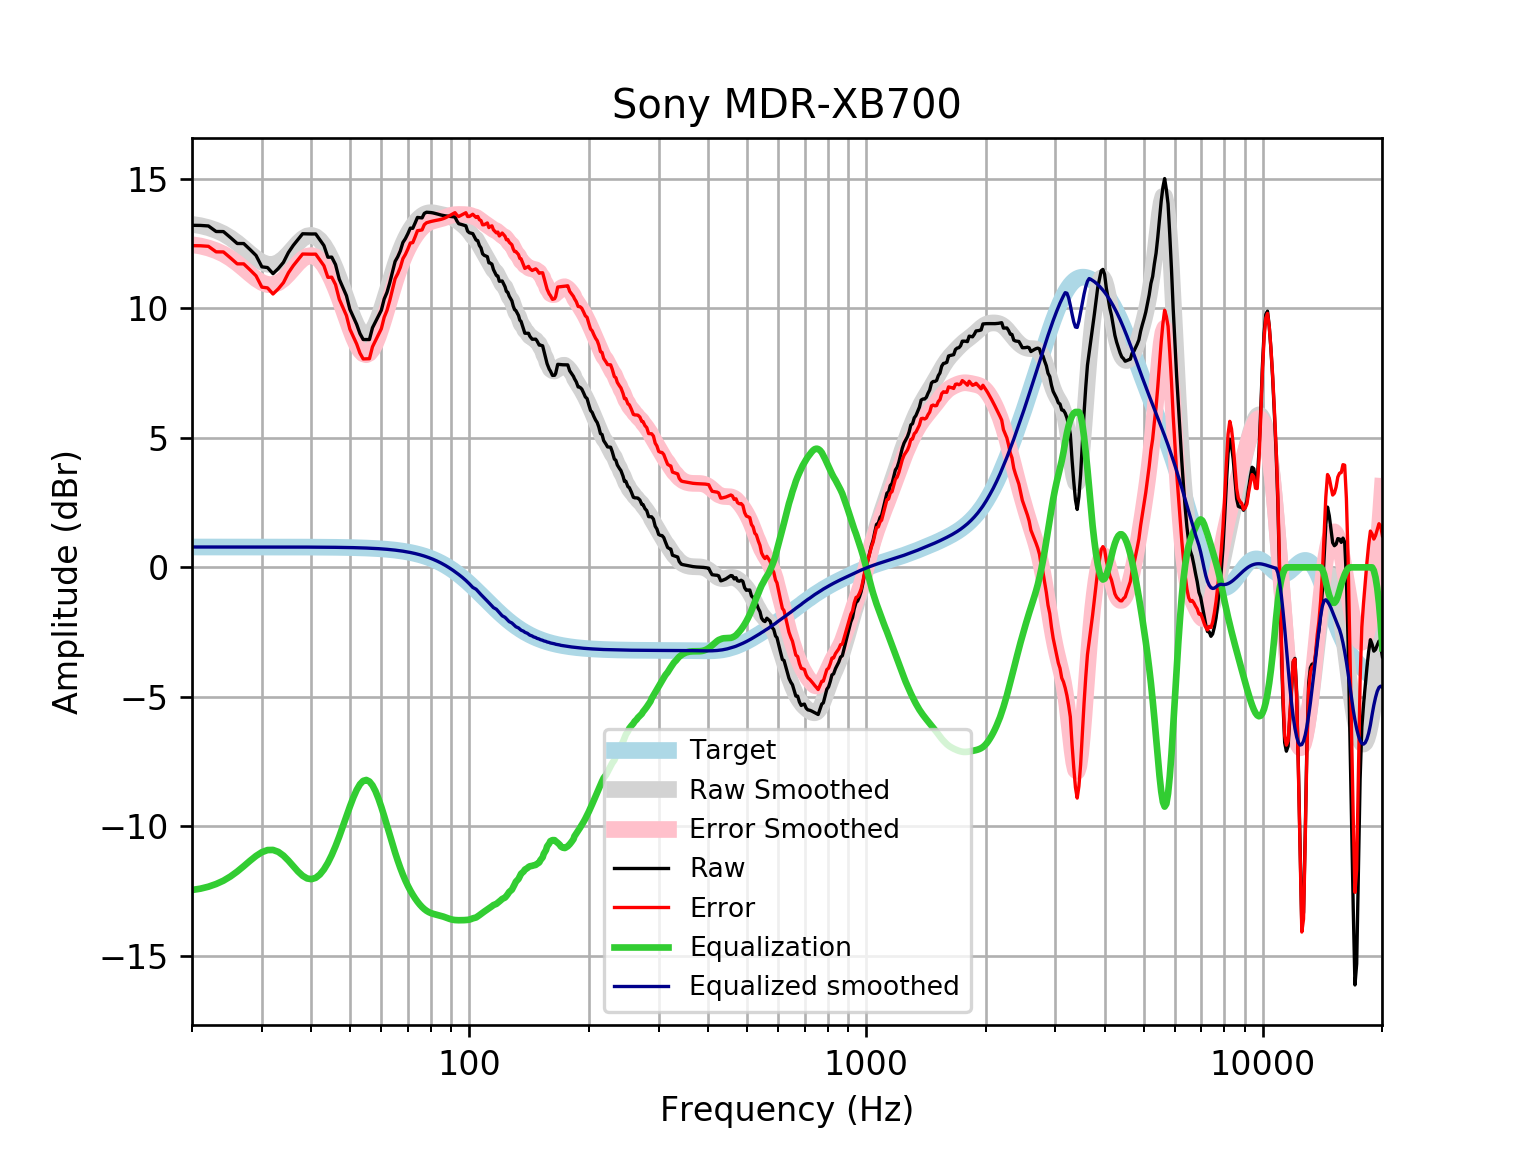 Sony MDR-XB700
15
10
5
0
−5
−10
−15
Amplitude (dBr)
Target
Raw Smoothed
Error Smoothed
Raw
Error
Equalization
Equalized smoothed
100
1000
10000
Frequency (Hz)